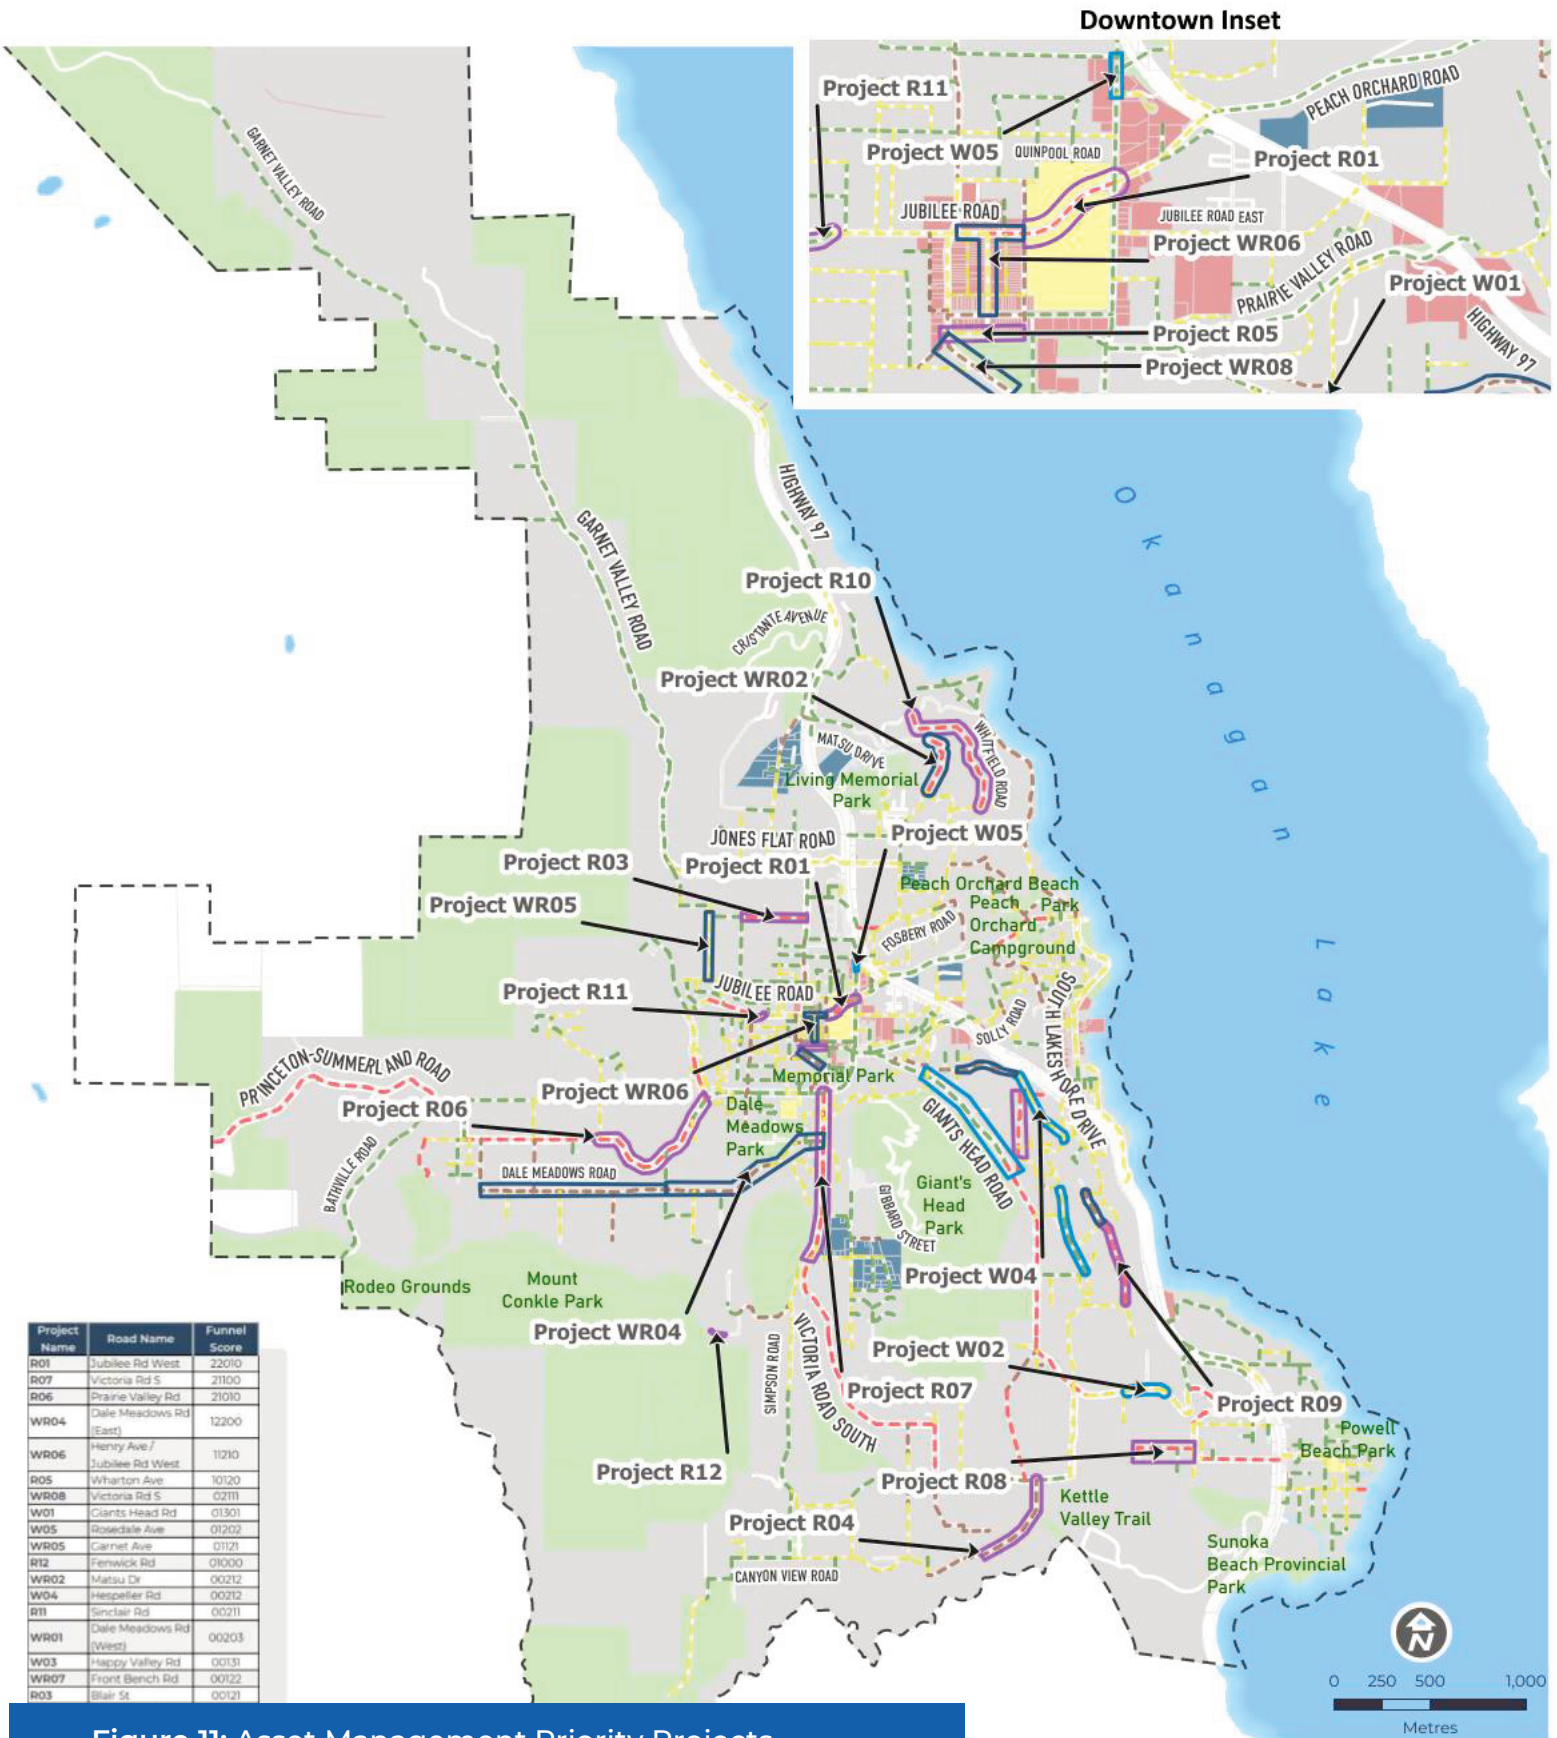 Downtown Inset
Project R11
PEACH ORCHARD ROAD
Project W05
QUINPOOL ROAD
Project R01
JUBILEE ROAD
JUBILEE ROAD EAST
Project WR06
PRAIRIE VALLEY ROAD
Project W01
Project R05
HIGHWAY 97
Project WR08
GARNET VALLEY ROAD
HIGHWAY 97
Okanagan Lake
GARNET VALLEY ROAD
Project R10
CRISTANTE AVENUE
Project WR02
WHITFIELD ROAD
MATSU DRIVE
Living Memorial
Park
JONES FLAT ROAD
Project W05
Project R03
Project R01
Peach Orchard Beach
Park
Peach
Orchard
Campground
Project WR05
FOSBERY ROAD
Project R11
JUBILEE ROAD
SOLLY ROAD
SOUTH LAKESHORE DRIVE
PRINCETON-SUMMERLAND ROAD
Memorial Park
Project WR06
Project R06
Dale
Meadows
Park
GIANTS HEAD ROAD
BATHVILLE ROAD
DALE MEADOWS ROAD
Giant's
Head
Park
GIBBARD STREET
Rodeo Grounds
Mount
Conkle Park
Project W04
Project WR04
SIMPSON ROAD
VICTORIA ROAD SOUTH
Project W02
Project R07
Project R09
Powell
Beach Park
Project R12
Project R08
Kettle
Valley Trail
Project R04
Sunoka
Beach Provincial
Park
CANYON VIEW ROAD
Project Name Road Name Funnel Score
R01 Jubilee Rd West 22010
R07 Victoria Rd S 21100
R06 Prairie Valley Rd 21010
WR04 Dale Meadows Rd (East) 12200
WR06 Henry Ave / Jubilee Rd West 11210
R05 Wharton Ave 10120
WR08 Victoria Rd S 02111
W01 Giants Head Rd 01301
W05 Rosedale Ave 01202
WR05 Garnet Ave 01121
R12 Fenwick Rd 01000
WR02 Matsu Dr 00212
W04 Hespeller Rd 00212
R11 Sinclair Rd 00211
WR01 Dale Meadows Rd (West) 00203
W03 Happy Valley Rd 00131
WR07 Front Bench Rd 00122
R03 Blair St 00121
N
0 250 500 1,000
Metres
Figure 11: Asset Management Priority Projects